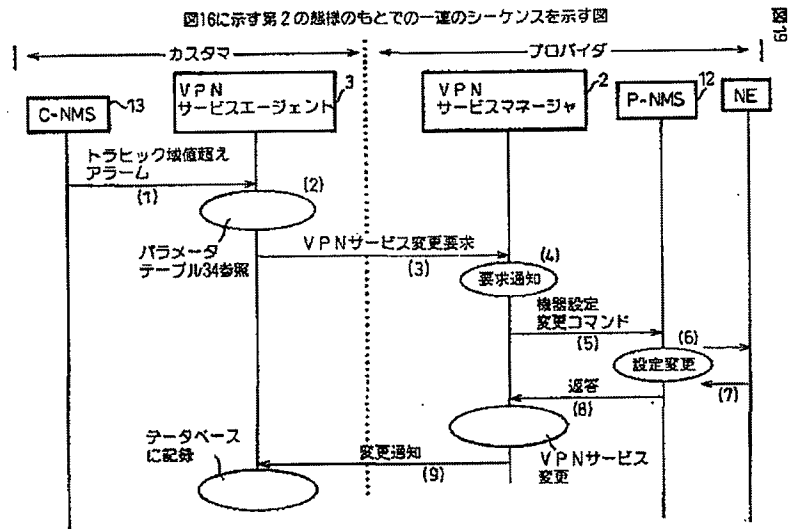 図16に示す第2の態様のもとでの一連のシーケンスを示す図
図19
カスタマ
プロバイダ
C-NMS
13
VPN
サービスエージェント
3
VPN
サービスマネージャ
2
P-NMS
12
NE
トラヒック域値超え
アラーム
(1)
(2)
パラメータ
テーブル34参照
VPNサービス変更要求
(3)
(4)
要求通知
機器設定
変更コマンド
(5)
(6)
設定変更
(7)
返答
(8)
VPNサービス
変更
変更通知
(9)
データベース
に記録